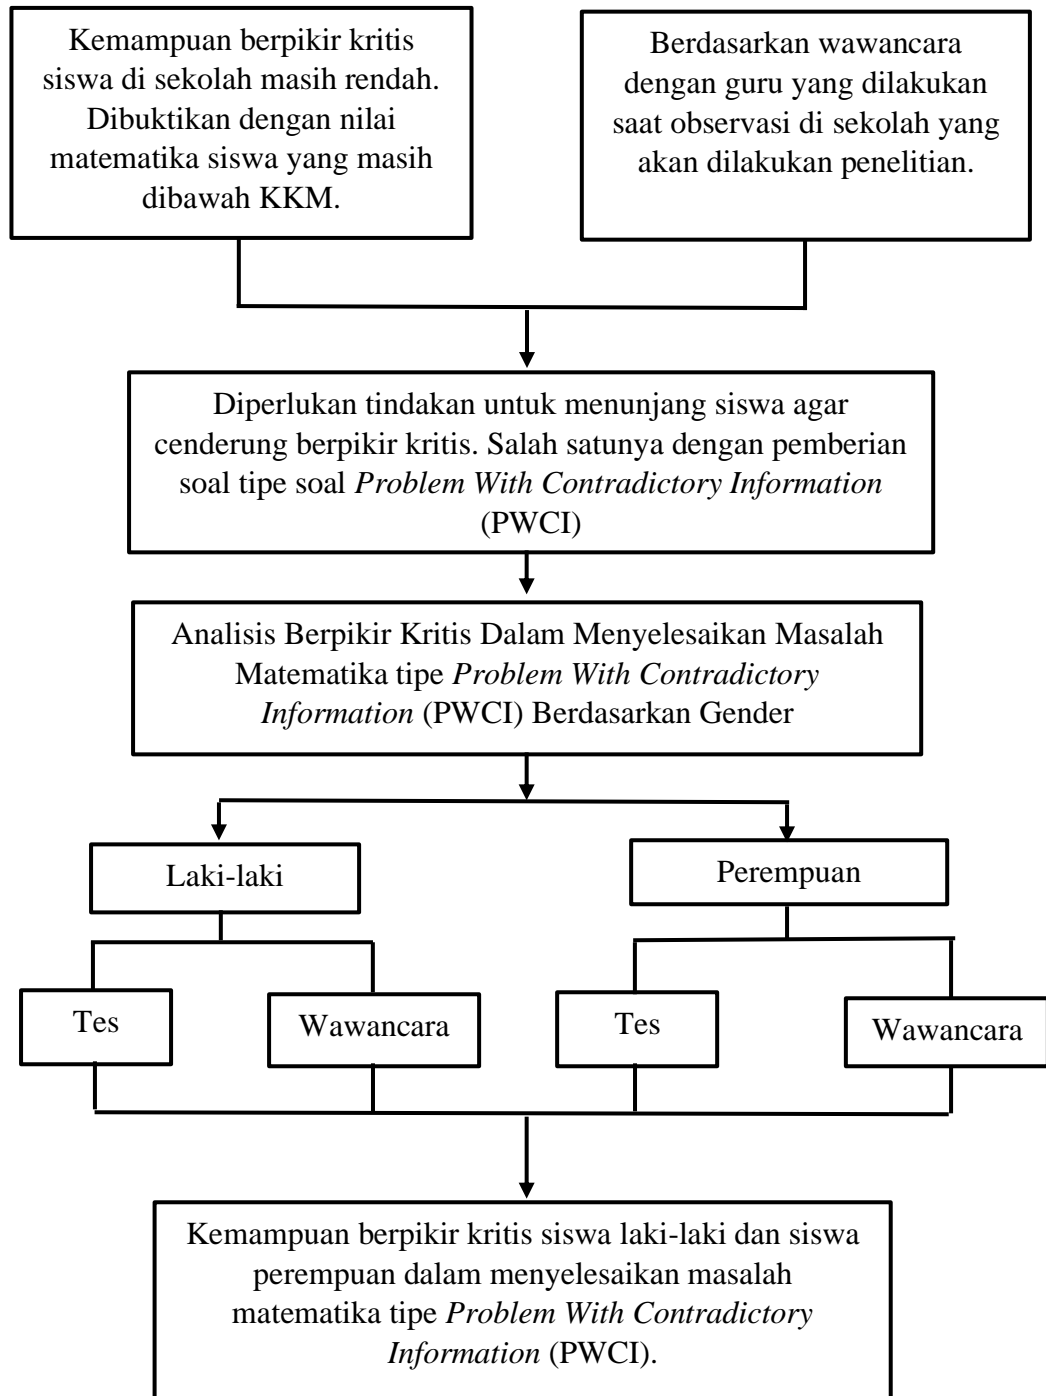 Kemampuan berpikir kritis
siswa di sekolah masih rendah.
Dibuktikan dengan nilai
matematika siswa yang masih
dibawah KKM.
Berdasarkan wawancara
dengan guru yang dilakukan
saat observasi di sekolah yang
akan dilakukan penelitian.
Diperlukan tindakan untuk menunjang siswa agar
cenderung berpikir kritis. Salah satunya dengan pemberian
soal tipe soal Problem With Contradictory Information
(PWCI)
Analisis Berpikir Kritis Dalam Menyelesaikan Masalah
Matematika tipe Problem With Contradictory
Information (PWCI) Berdasarkan Gender
Laki-laki
Perempuan
Tes
Wawancara
Tes
Wawancara
Kemampuan berpikir kritis siswa laki-laki dan siswa
perempuan dalam menyelesaikan masalah
matematika tipe Problem With Contradictory
Information (PWCI).